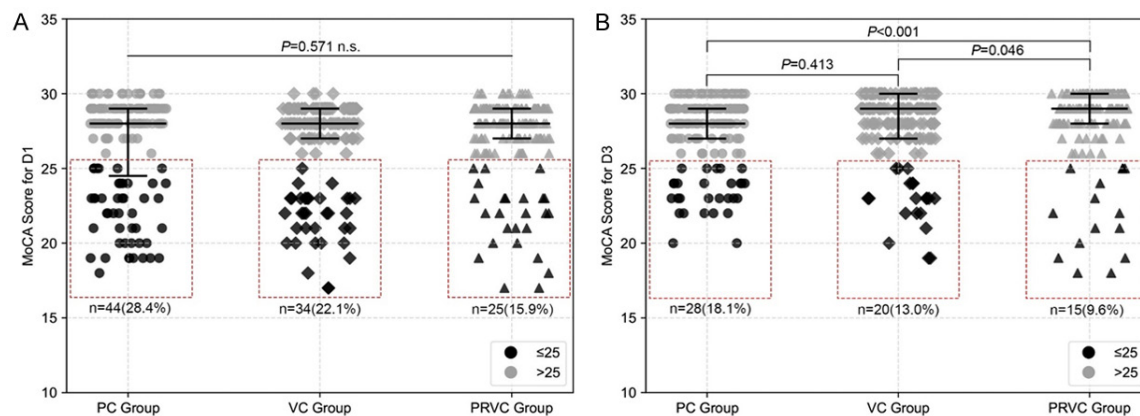 A
MoCA Score for D1
35
30
25
20
15
10
P=0.571 n.s.
n=44(28.4%)
n=34(22.1%)
n=25(15.9%)
≤25
>25
PC Group
VC Group
PRVC Group
B
MoCA Score for D3
35
30
25
20
15
10
P<0.001
P=0.046
P=0.413
n=28(18.1%)
n=20(13.0%)
n=15(9.6%)
≤25
>25
PC Group
VC Group
PRVC Group